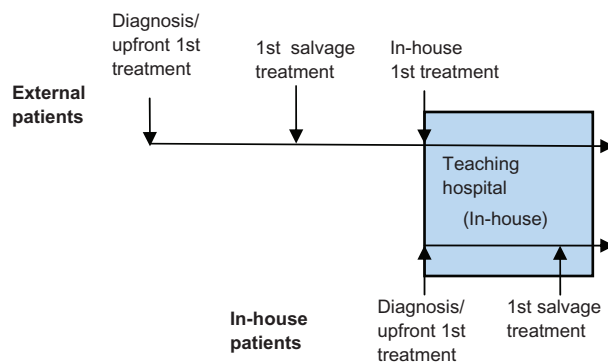 Diagnosis/
upfront 1st
treatment
1st salvage
treatment
In-house
1st treatment
External
patients
Teaching
hospital
(In-house)
Diagnosis/
upfront 1st
treatment
1st salvage
treatment
In-house
patients